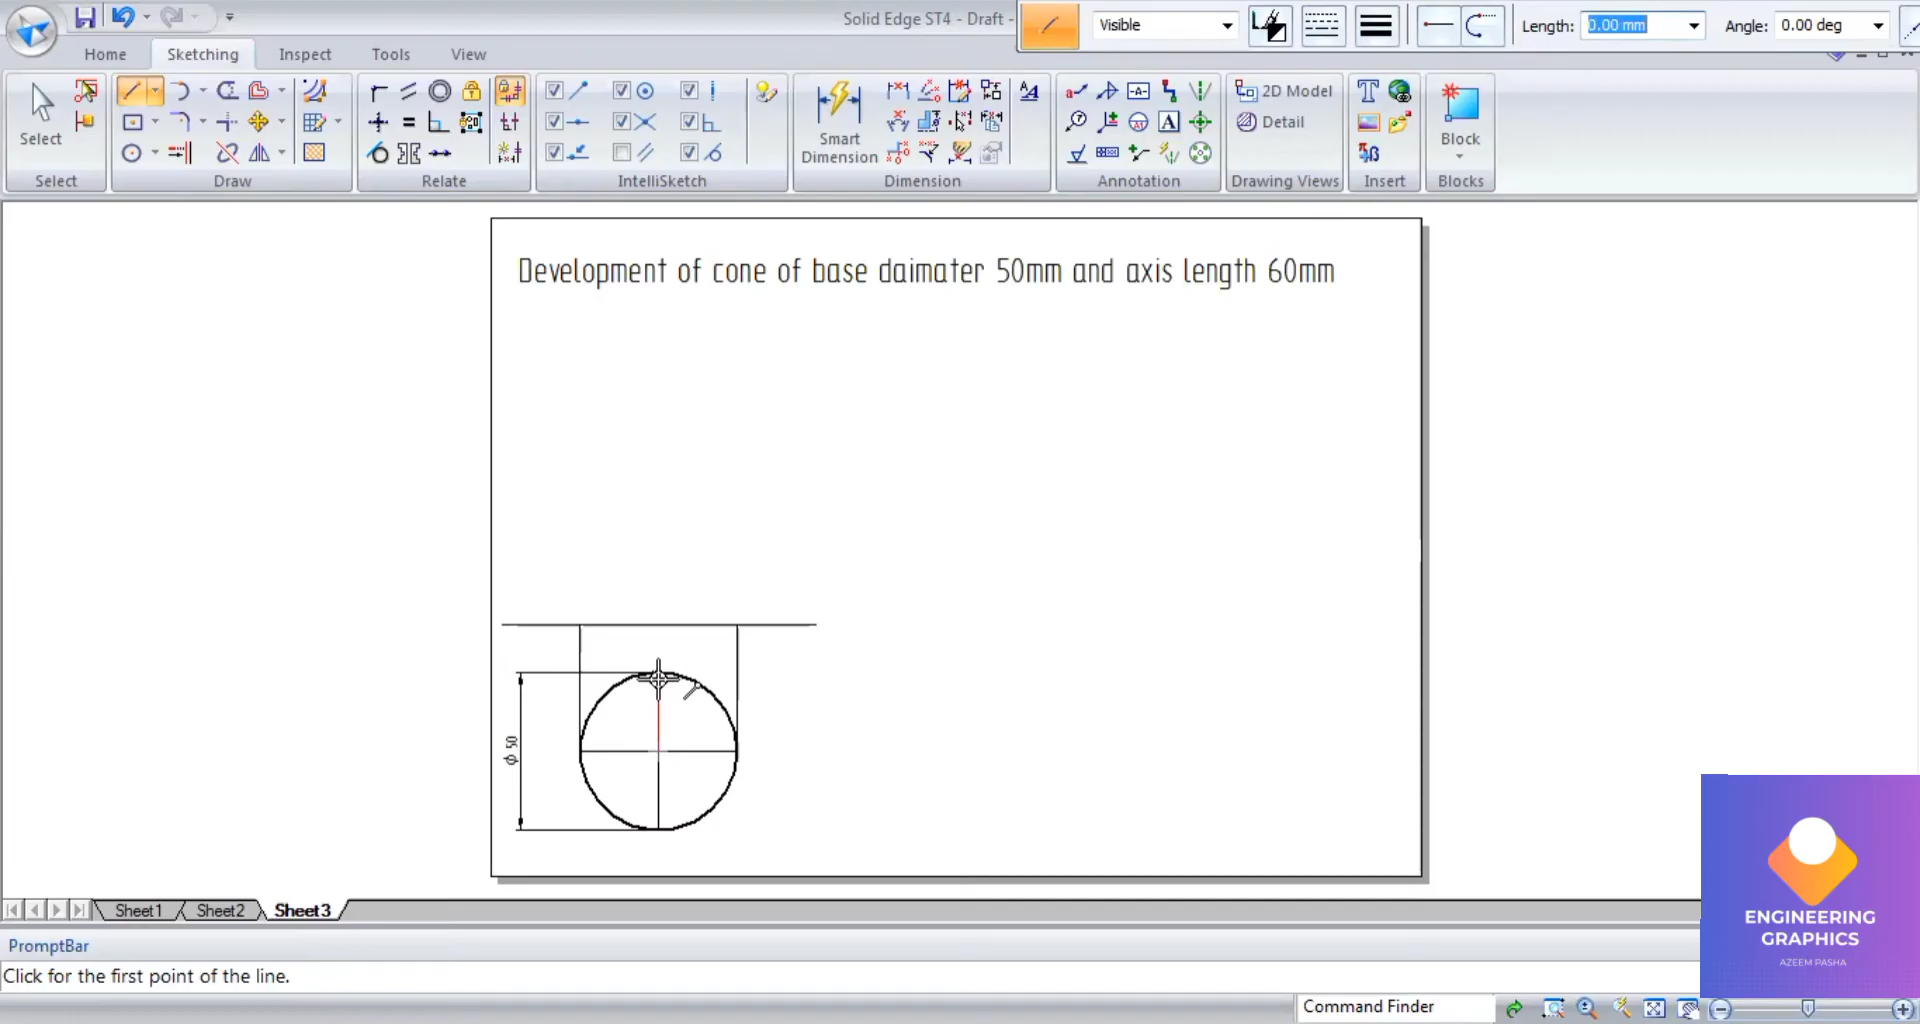 Solid Edge ST4 - Draft -
Visible
Length:
0.00 mm
Angle:
0.00 deg
Home
Sketching
Inspect
Tools
View
Select
Smart
Dimension
2D Model
Detail
Block
Select
Draw
Relate
IntelliSketch
Dimension
Annotation
Drawing Views
Insert
Blocks
Development of cone of base daimater 50mm and axis length 60mm
ϕ 50
ENGINEERING
GRAPHICS
AZEEM PASHA
Sheet1
Sheet2
Sheet3
PromptBar
Click for the first point of the line.
Command Finder